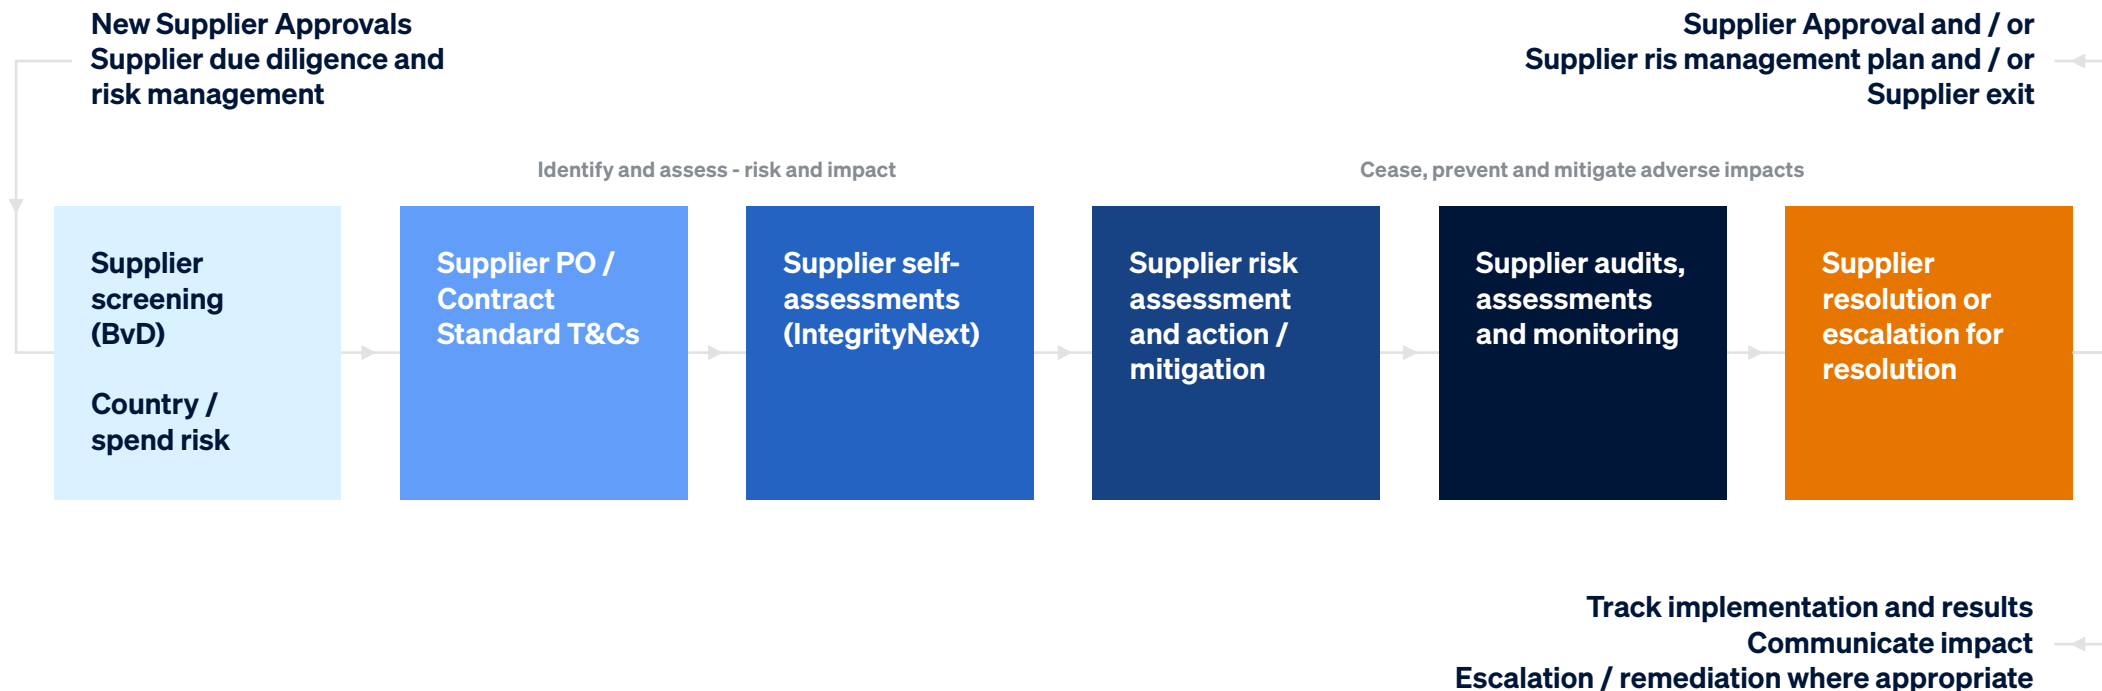 New Supplier Approvals
Supplier due diligence and
risk management
Supplier Approval and / or
Supplier ris management plan and / or
Supplier exit
Identify and assess - risk and impact
Cease, prevent and mitigate adverse impacts
Supplier
screening
(BvD)
Country /
spend risk
Supplier PO /
Contract
Standard T&Cs
Supplier self-
assessments
(IntegrityNext)
Supplier risk
assessment
and action /
mitigation
Supplier audits,
assessments
and monitoring
Supplier
resolution or
escalation for
resolution
Track implementation and results
Communicate impact
Escalation / remediation where appropriate